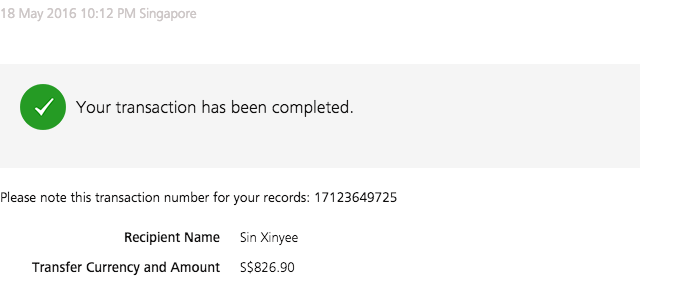 18 May 2016 10:12 PM Singapore
Your transaction has been completed.
Please note this transaction number for your records: 17123649725
Recipient Name Sin Xinyee
Transfer Currency and Amount S$826.90